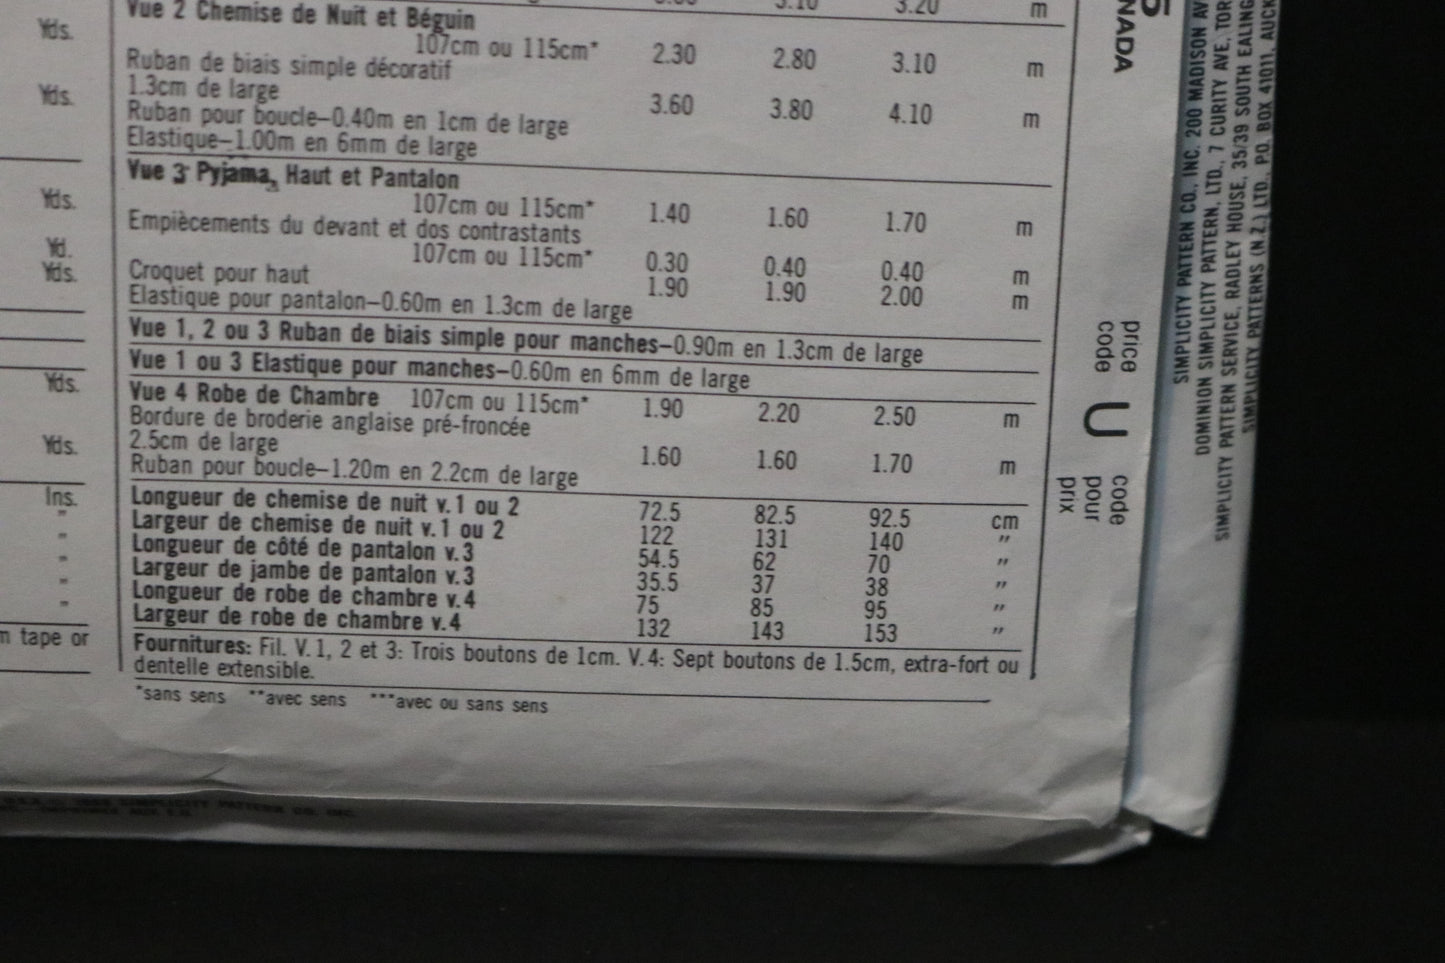 Yds.
Yds.
Yds.
Yd.
Yds.
Yds.
Yds.
Ins.
"
"
"
"
"
tape or
3.10 3.20 m
Vue 2 Chemise de Nuit et Béguin
107cm ou 115cm* 2.30 2.80 3.10 m
Ruban de biais simple décoratif
1.3cm de large 3.60 3.80 4.10 m
Ruban pour boucle–0.40m en 1cm de large
Elastique–1.00m en 6mm de large
Vue 3 Pyjama, Haut et Pantalon
107cm ou 115cm* 1.40 1.60 1.70 m
Empiècements du devant et dos contrastants
107cm ou 115cm* 0.30 0.40 0.40 m
Croquet pour haut 1.90 1.90 2.00 m
Elastique pour pantalon–0.60m en 1.3cm de large
Vue 1, 2 ou 3 Ruban de biais simple pour manches–0.90m en 1.3cm de large
Vue 1 ou 3 Elastique pour manches–0.60m en 6mm de large
Vue 4 Robe de Chambre 107cm ou 115cm* 1.90 2.20 2.50 m
Bordure de broderie anglaise pré-froncée
2.5cm de large 1.60 1.60 1.70 m
Ruban pour boucle–1.20m en 2.2cm de large
Longueur de chemise de nuit v.1 ou 2 72.5 82.5 92.5 cm
Largeur de chemise de nuit v.1 ou 2 122 131 140 "
Longueur de côté de pantalon v.3 54.5 62 70 "
Largeur de jambe de pantalon v.3 35.5 37 38 "
Longueur de robe de chambre v.4 75 85 95 "
Largeur de robe de chambre v.4 132 143 153 "
Fournitures: Fil. V.1, 2 et 3: Trois boutons de 1cm. V.4: Sept boutons de 1.5cm, extra-fort ou
dentelle extensible.
*sans sens **avec sens ***avec ou sans sens
5
NADA
price
code
U
code
pour
prix
SIMPLICITY PATTERN CO., INC. 200 MADISON AV
DOMINION SIMPLICITY PATTERN, LTD., 7 CURITY AVE, TOR
SIMPLICITY PATTERN SERVICE, RADLEY HOUSE, 35/39 SOUTH EALING
SIMPLICITY PATTERNS (N.Z.) LTD., P.O. BOX 41011, AUCK
SIMPLICITY PATTERN CO. INC.